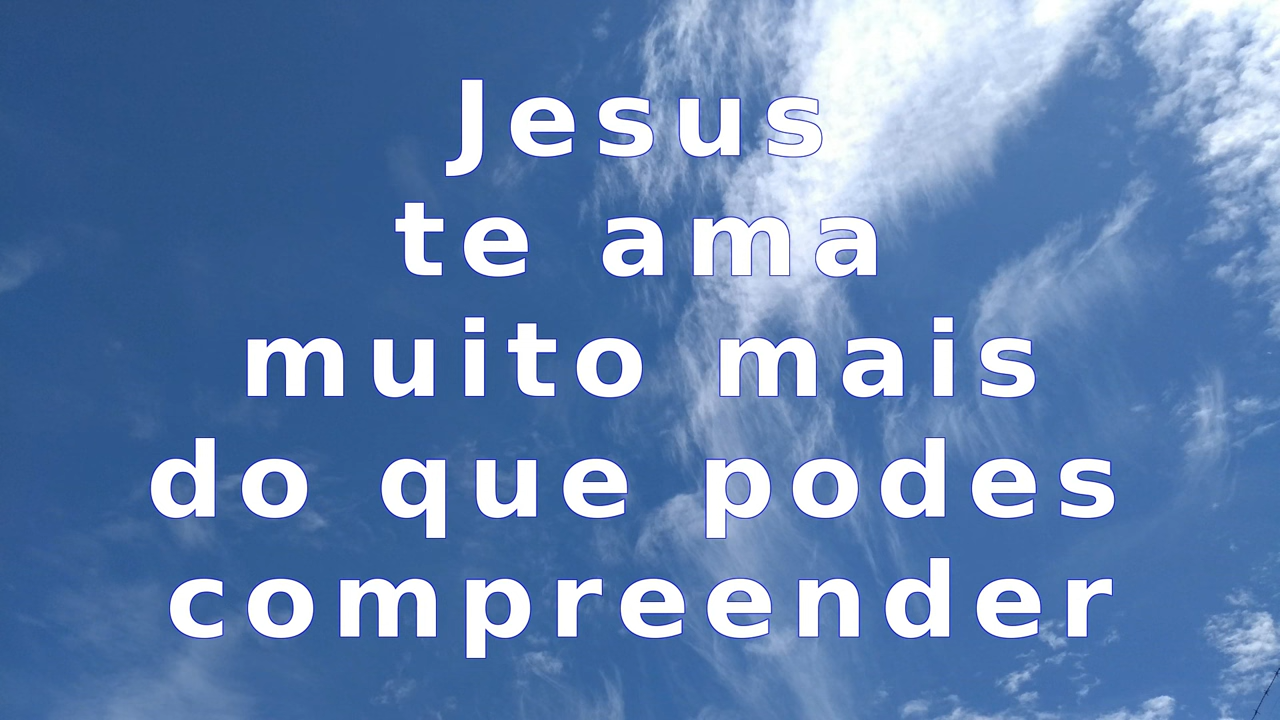 Jesus
te ama
muito mais
do que podes
compreender